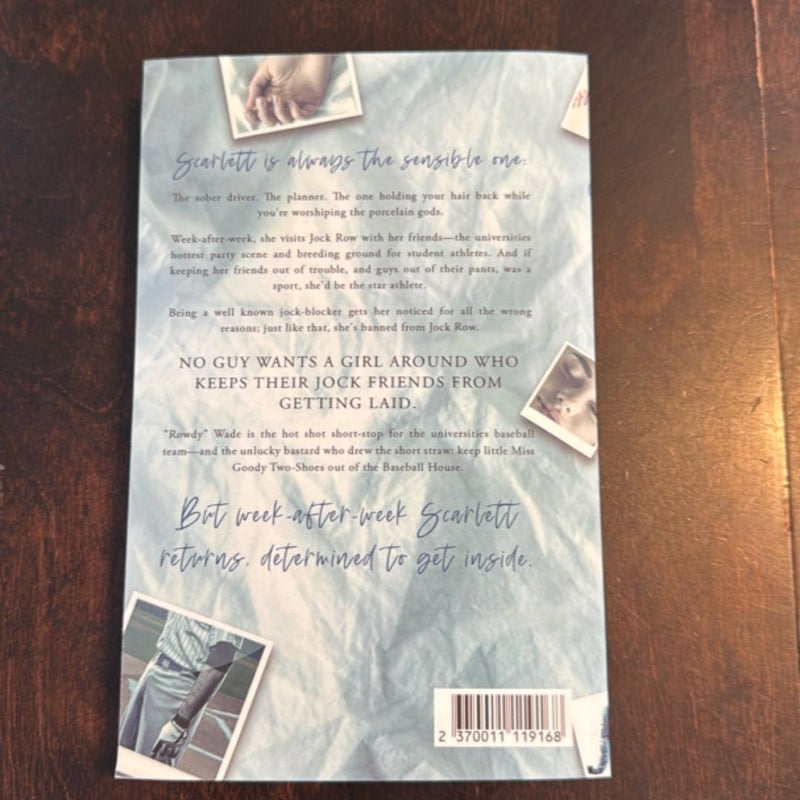 Scarlett is always the sensible one:
The sober driver. The planner. The one holding your hair back while
you're worshiping the porcelain gods.
Week-after-week, she visits Jock Row with her friends—the universities
hottest party scene and breeding ground for student athletes. And if
keeping her friends out of trouble, and guys out of their pants, was a
sport, she'd be the star athlete.
Being a well known jock-blocker gets her noticed for all the wrong
reasons; just like that, she's banned from Jock Row.
NO GUY WANTS A GIRL AROUND WHO
KEEPS THEIR JOCK FRIENDS FROM
GETTING LAID.
"Rowdy" Wade is the hot shot short-stop for the universities baseball
team—and the unlucky bastard who drew the short straw: keep little Miss
Goody Two-Shoes out of the Baseball House.
But week-after-week Scarlett
returns, determined to get inside.
2 370011 119168